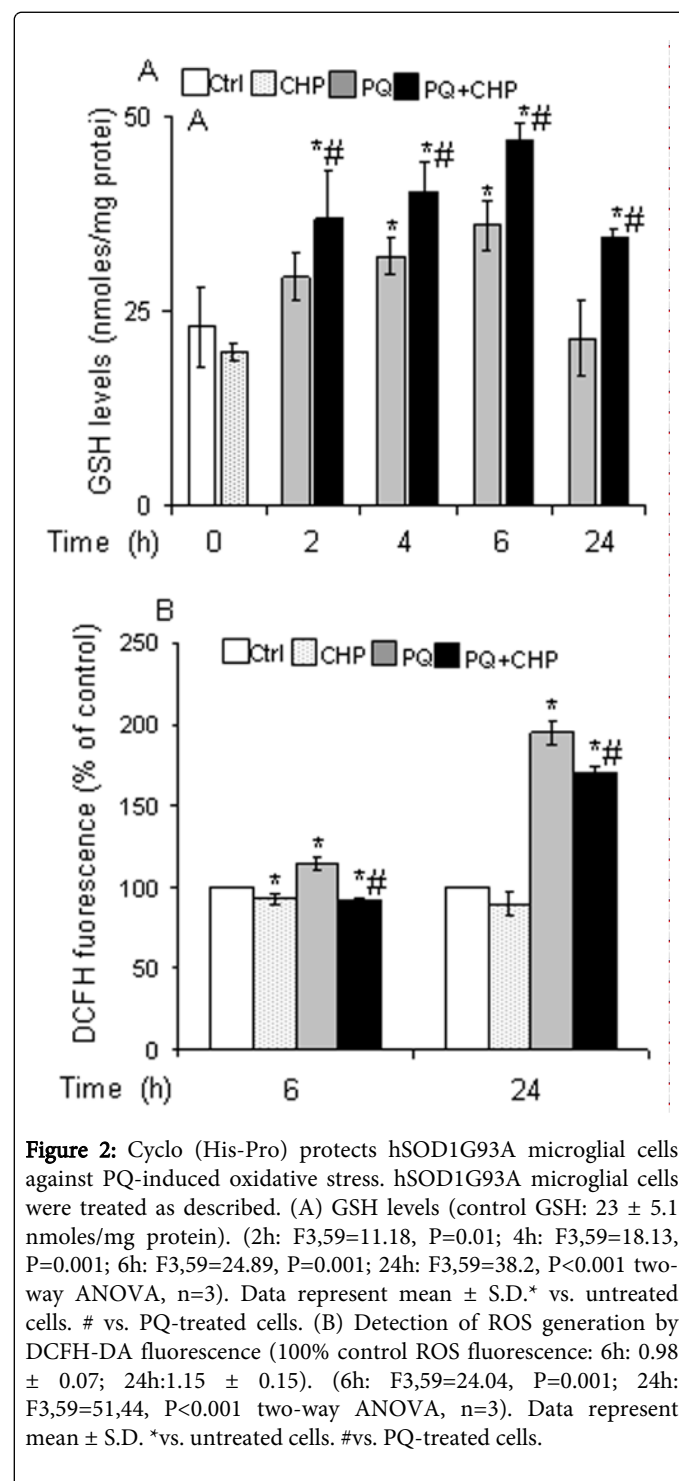 A
Ctrl CHP PQ PQ+CHP
A
50
25
0
GSH levels (nmoles/mg protei)
*# * *# * *# *#
Time (h) 0 2 4 6 24
B
Ctrl CHP PQ PQ+CHP
250
200
150
100
50
0
DCFH fluorescence (% of control)
* * *# * *#
Time (h) 6 24
Figure 2: Cyclo (His-Pro) protects hSOD1G93A microglial cells
against PQ-induced oxidative stress. hSOD1G93A microglial cells
were treated as described. (A) GSH levels (control GSH: 23 ± 5.1
nmoles/mg protein). (2h: F3,59=11.18, P=0.01; 4h: F3,59=18.13,
P=0.001; 6h: F3,59=24.89, P=0.001; 24h: F3,59=38.2, P<0.001 two-
way ANOVA, n=3). Data represent mean ± S.D.* vs. untreated
cells. # vs. PQ-treated cells. (B) Detection of ROS generation by
DCFH-DA fluorescence (100% control ROS fluorescence: 6h: 0.98
± 0.07; 24h:1.15 ± 0.15). (6h: F3,59=24.04, P=0.001; 24h:
F3,59=51,44, P<0.001 two-way ANOVA, n=3). Data represent
mean ± S.D. *vs. untreated cells. #vs. PQ-treated cells.